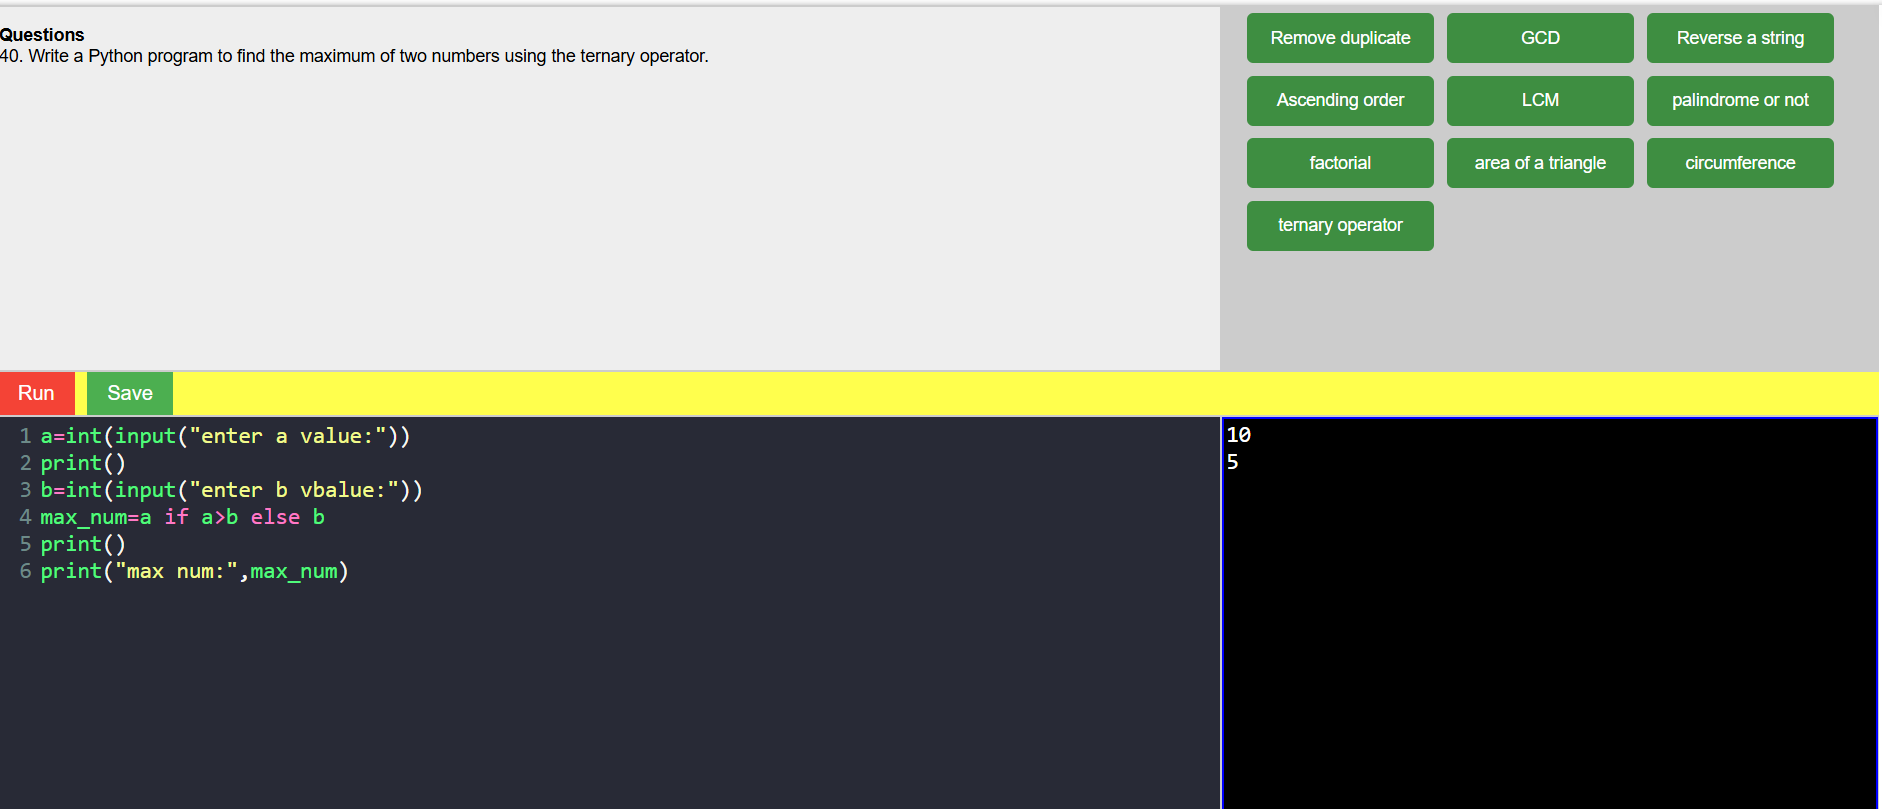 Questions
40. Write a Python program to find the maximum of two numbers using the ternary operator.
Remove duplicate
GCD
Reverse a string
Ascending order
LCM
palindrome or not
factorial
area of a triangle
circumference
ternary operator
Run
Save
1 a=int(input("enter a value:"))
2 print()
3 b=int(input("enter b vbalue:"))
4 max_num=a if a>b else b
5 print()
6 print("max num:",max_num)
10
5